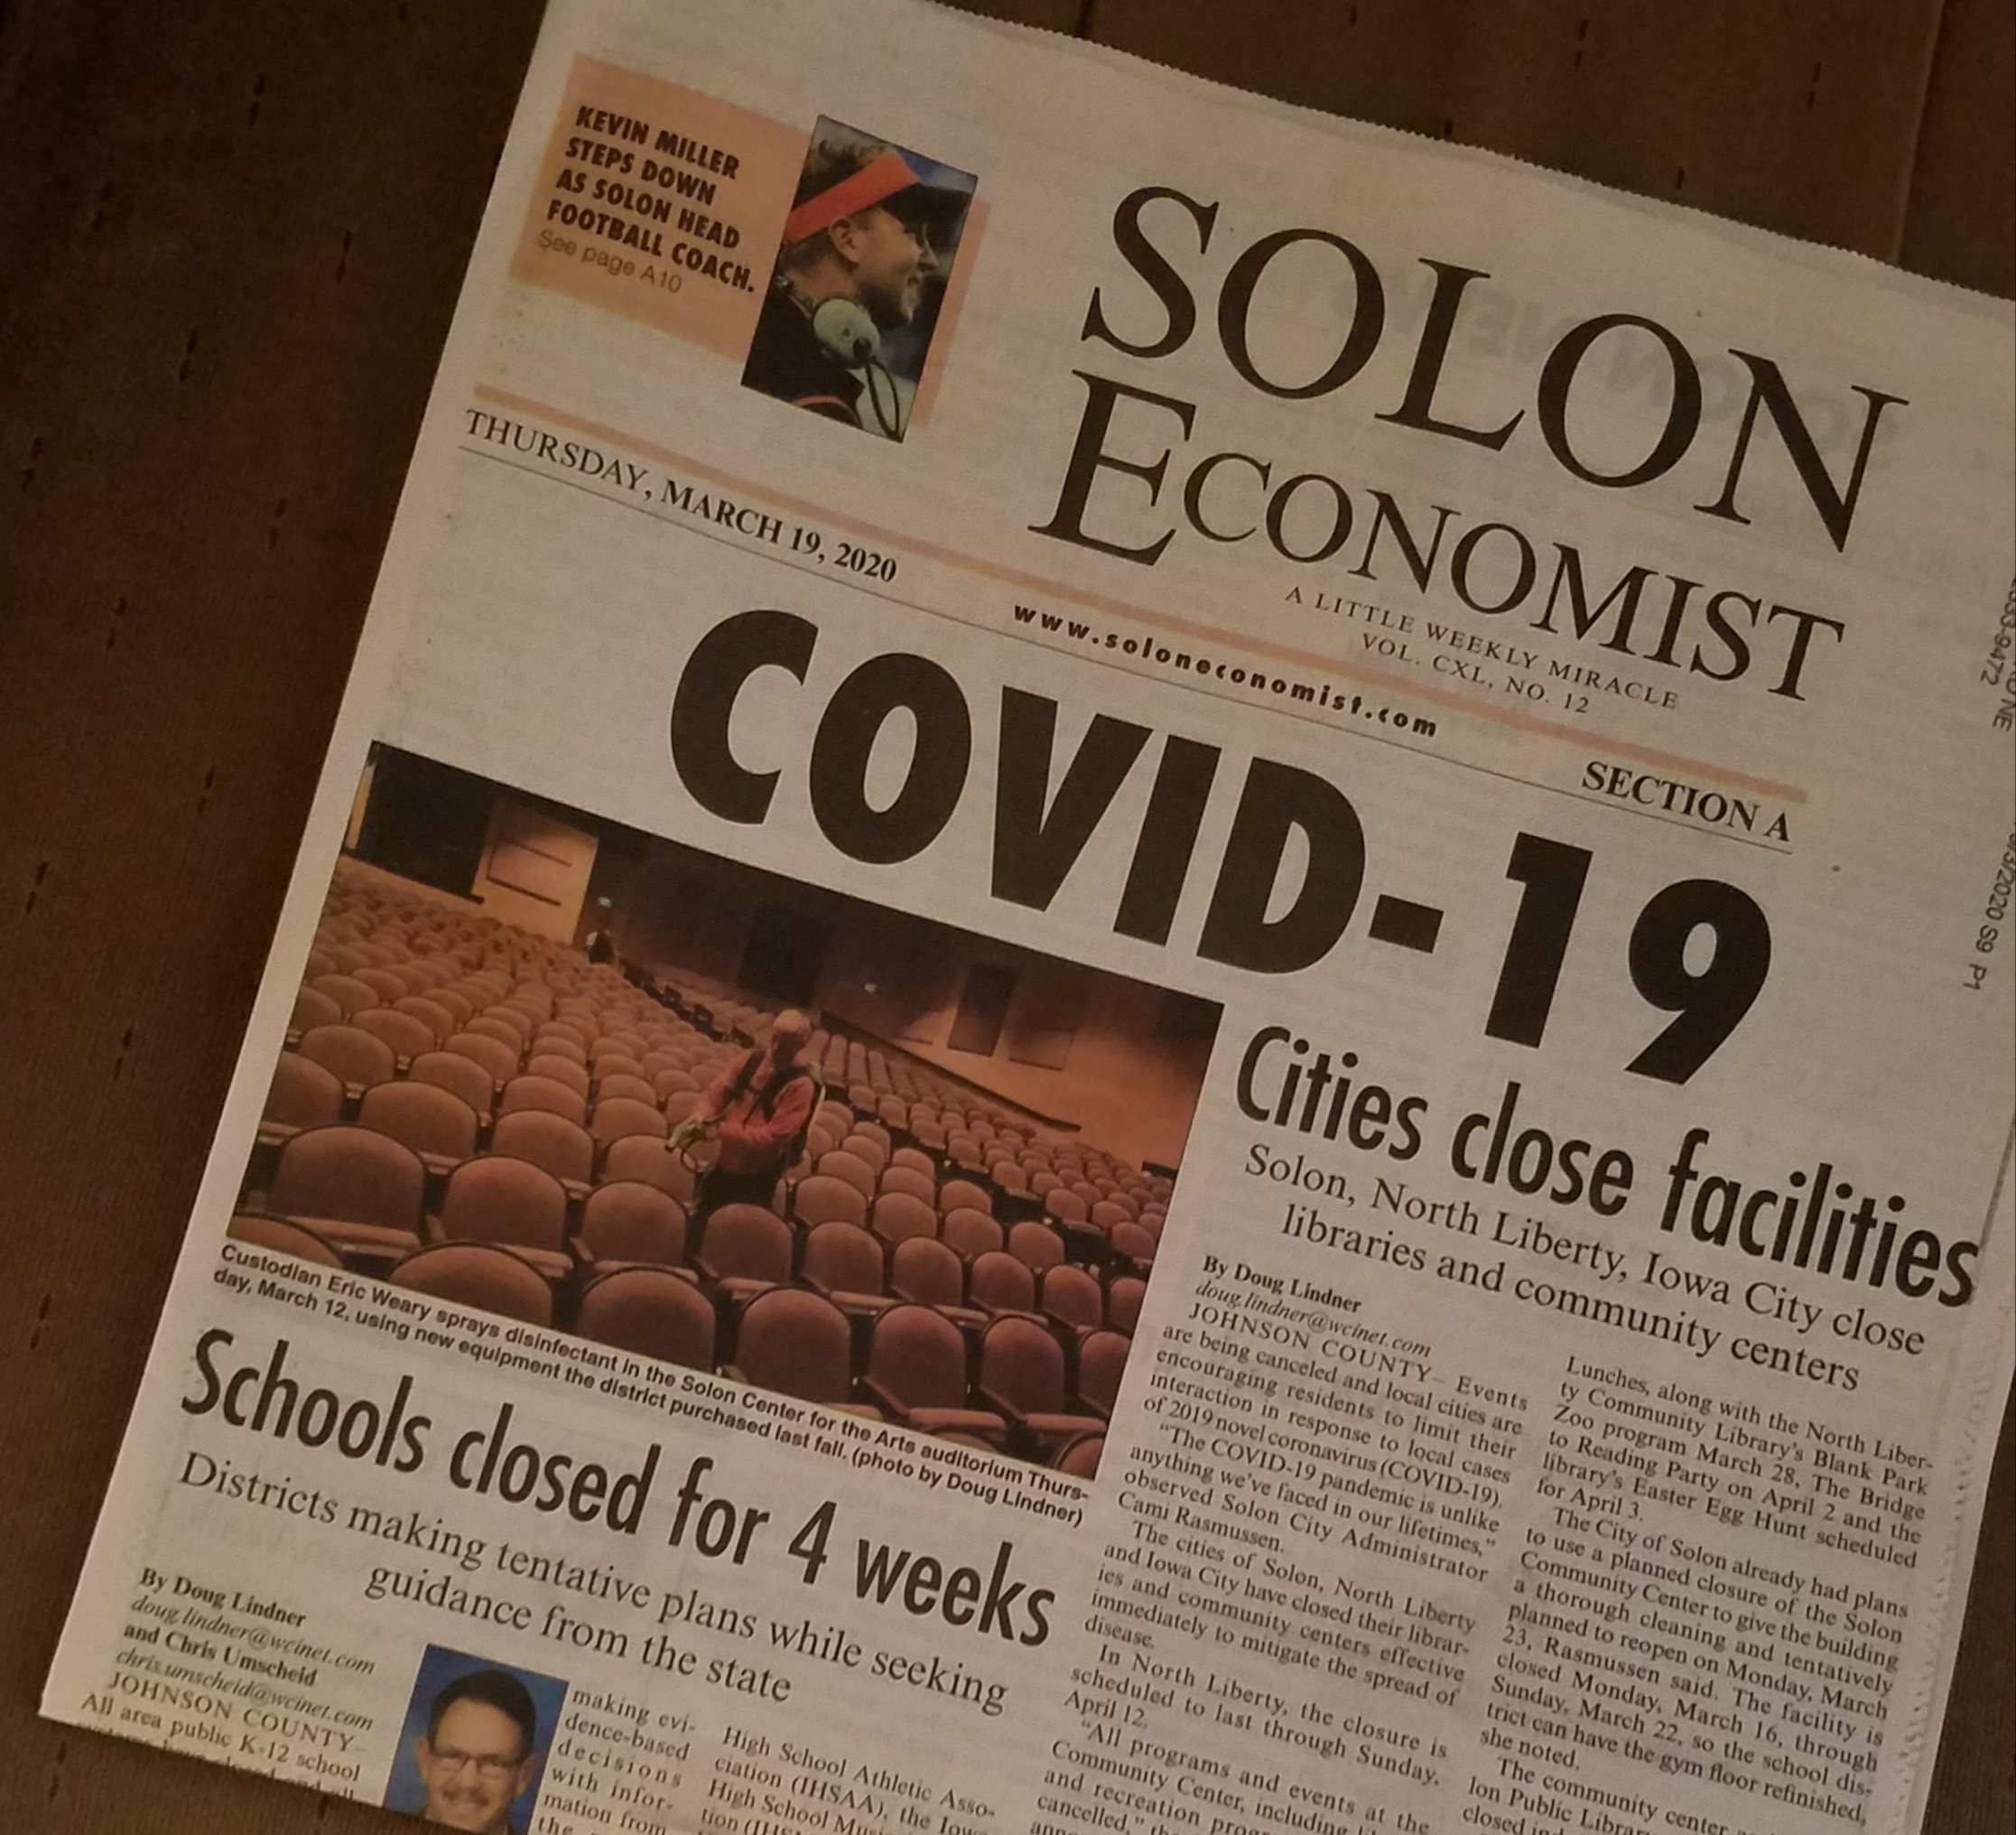 KEVIN MILLER
STEPS DOWN
AS SOLON HEAD
FOOTBALL COACH.
See page A10
SOLON
ECONOMIST
A LITTLE WEEKLY MIRACLE
VOL. CXL, NO. 12
THURSDAY, MARCH 19, 2020
www.soloneconomist.com
SECTION A
COVID-19
Custodian Eric Weary sprays disinfectant in the Solon Center for the Arts auditorium Thurs-
day, March 12, using new equipment the district purchased last fall. (photo by Doug Lindner)
Schools closed for 4 weeks
Districts making tentative plans while seeking
guidance from the state
By Doug Lindner
doug.lindner@wcinet.com
and Chris Umscheid
chris.umscheid@wcinet.com
JOHNSON COUNTY–
All area public K-12 school
making evi-
dence-based
decisions
with infor-
mation from
the
High School Athletic Asso-
ciation (IHSAA), the Iowa
High School
Cities close facilities
Solon, North Liberty, Iowa City close
libraries and community centers
By Doug Lindner
doug.lindner@wcinet.com
JOHNSON COUNTY– Events
are being canceled and local cities are
encouraging residents to limit their
interaction in response to local cases
of 2019 novel coronavirus (COVID-19).
“The COVID-19 pandemic is unlike
anything we’ve faced in our lifetimes,”
observed Solon City Administrator
Cami Rasmussen.
The cities of Solon, North Liberty
and Iowa City have closed their librar-
ies and community centers effective
immediately to mitigate the spread of
disease.
In North Liberty, the closure is
scheduled to last through Sunday,
April 12.
“All programs and events at the
Community Center, including
and recreation
cancelled,”
Lunches, along with the North Liber-
ty Community Library’s Blank Park
Zoo program March 28, The Bridge
to Reading Party on April 2 and the
library’s Easter Egg Hunt scheduled
for April 3.
The City of Solon already had plans
to use a planned closure of the Solon
Community Center to give the building
a thorough cleaning and tentatively
planned to reopen on Monday, March
23, Rasmussen said. The facility is
closed Monday, March 16, through
Sunday, March 22, so the school dis-
trict can have the gym floor refinished,
she noted.
The community center
lon Public
closed
-9472
NE
/2020 S9 P1